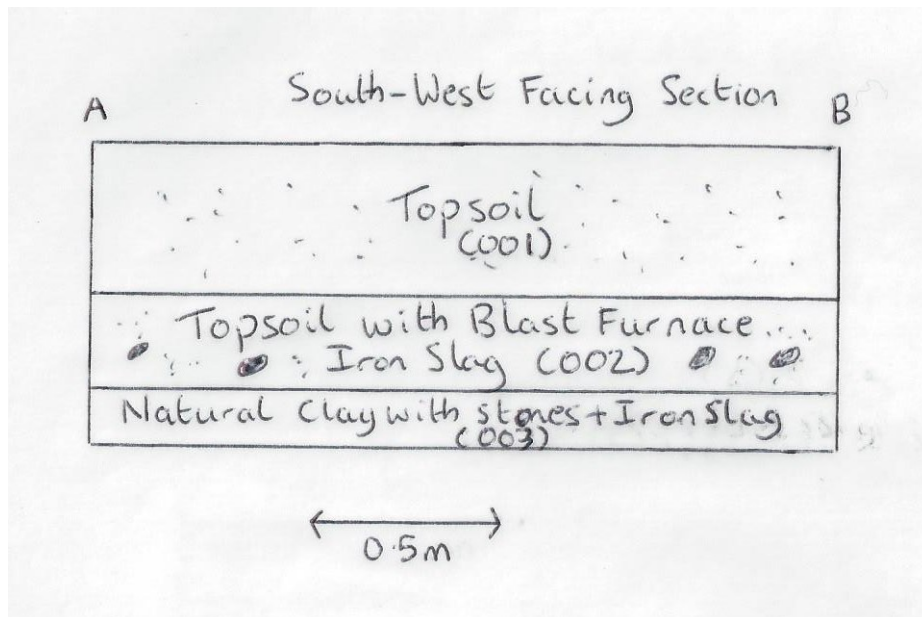 South-West Facing Section
A
B
Topsoil
(001)
Topsoil with Blast Furnace
Iron Slag (002)
Natural Clay with stones + Iron Slag
(003)
0.5m